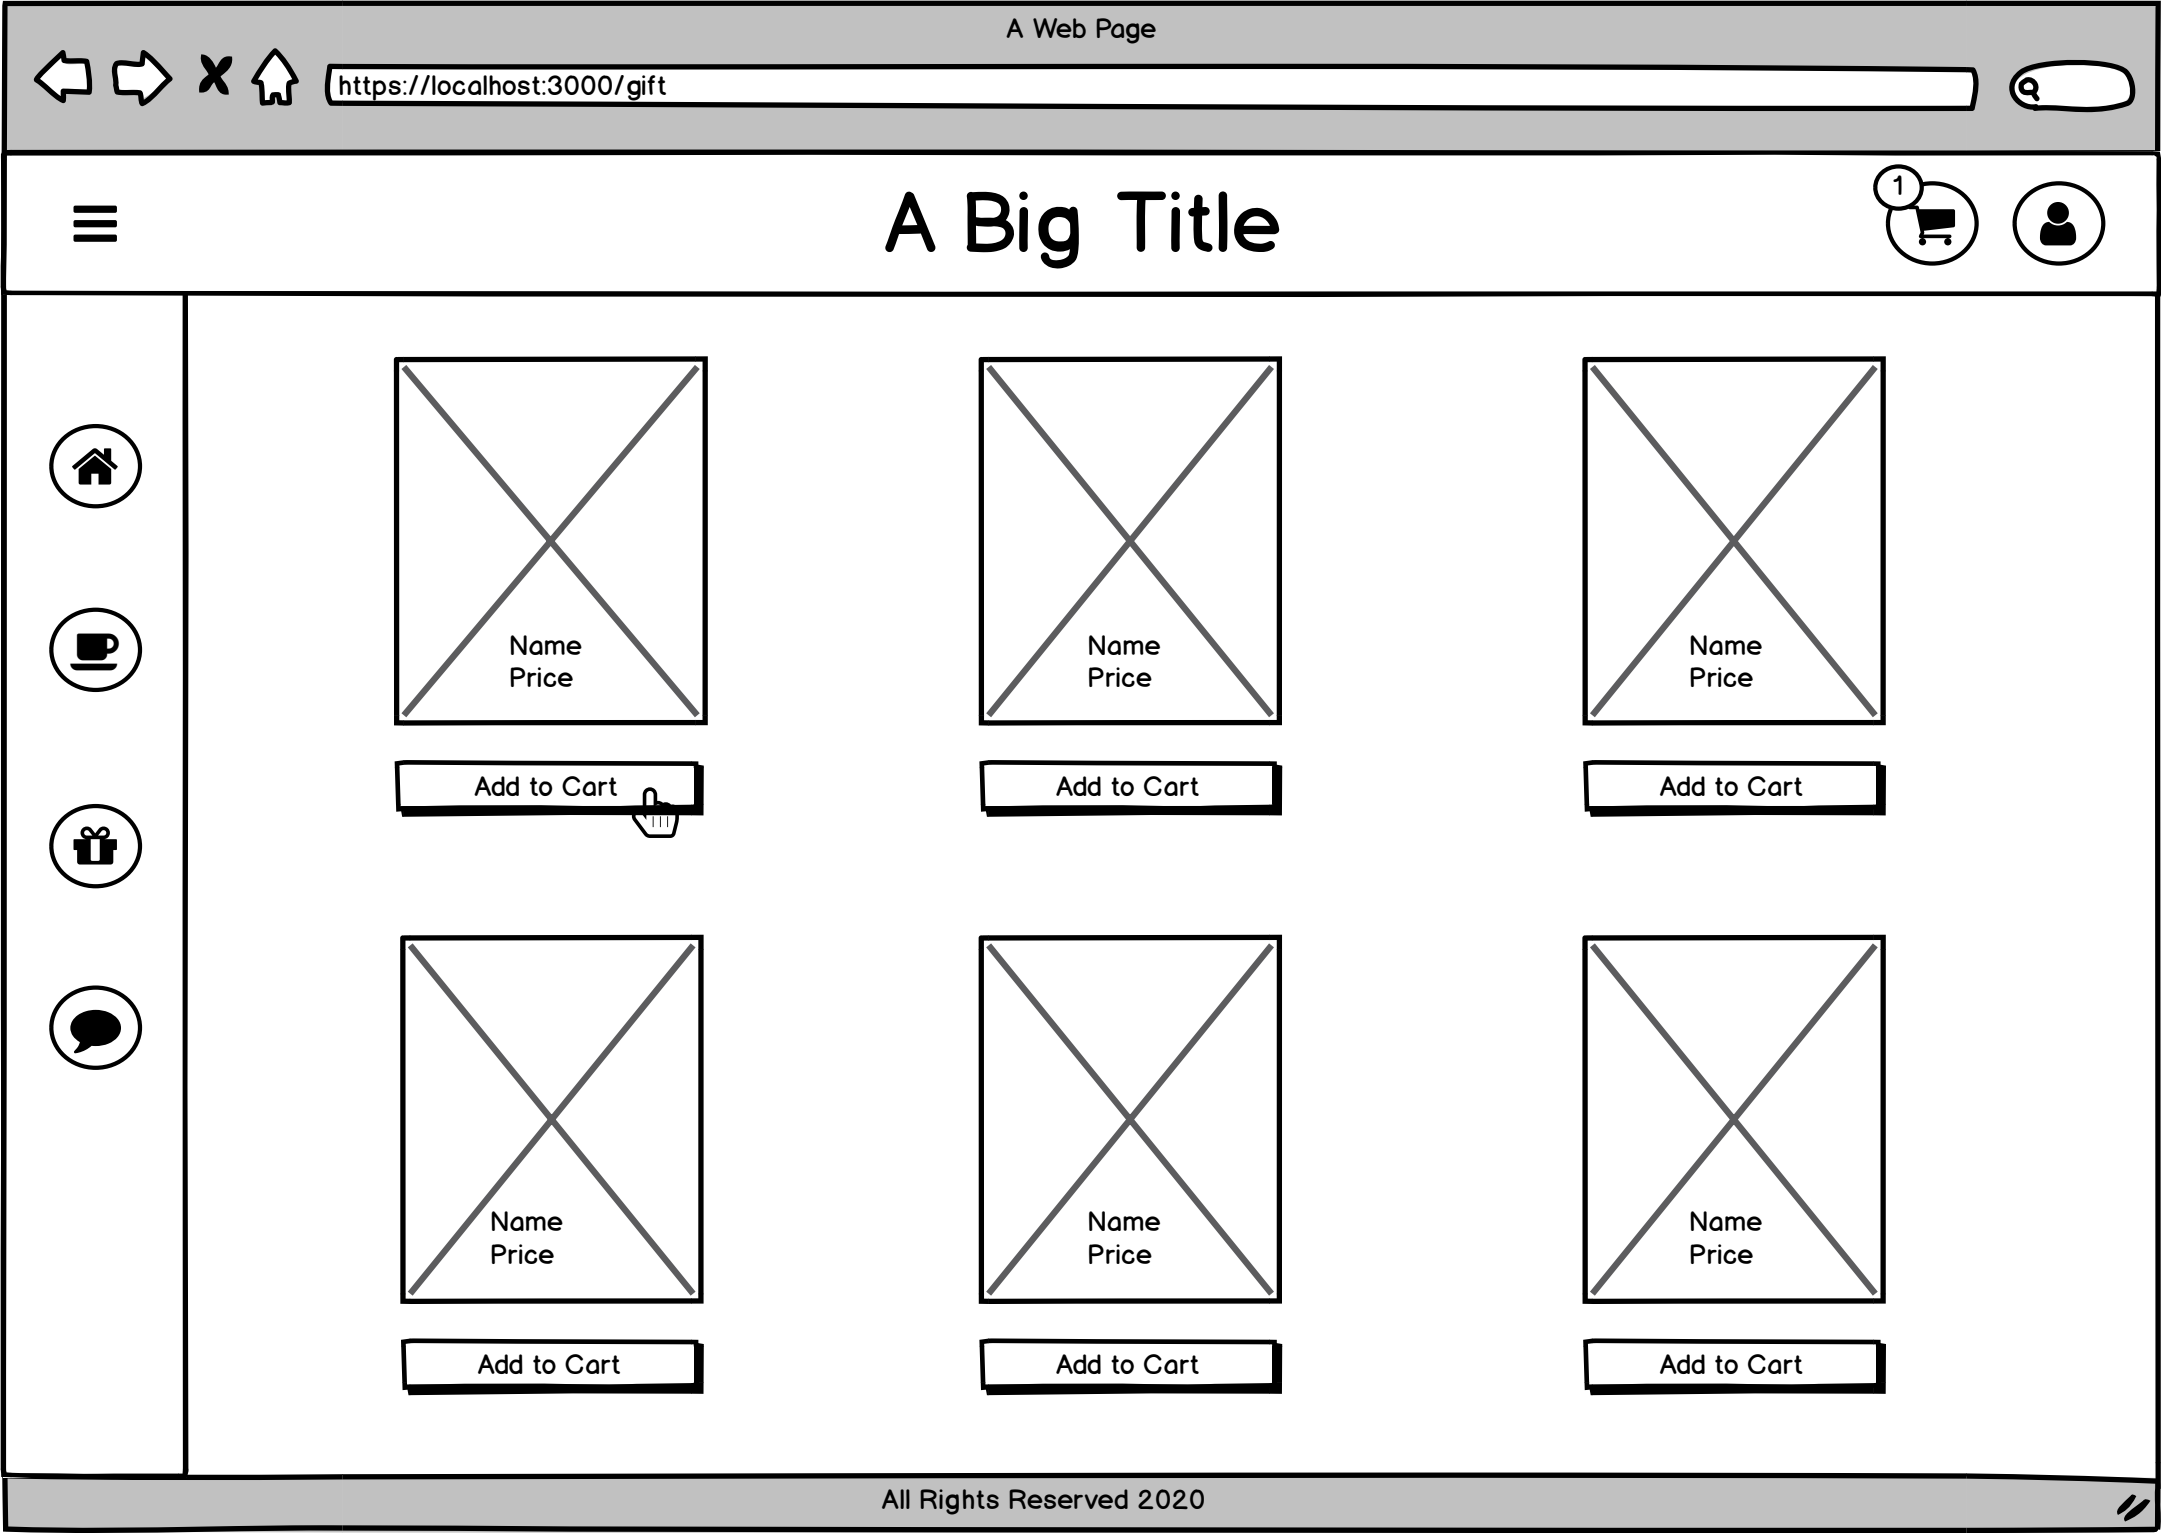 A Web Page
https://localhost:3000/gift
A Big Title
1
Name
Price
Name
Price
Name
Price
Add to Cart
Add to Cart
Add to Cart
Name
Price
Name
Price
Name
Price
Add to Cart
Add to Cart
Add to Cart
All Rights Reserved 2020